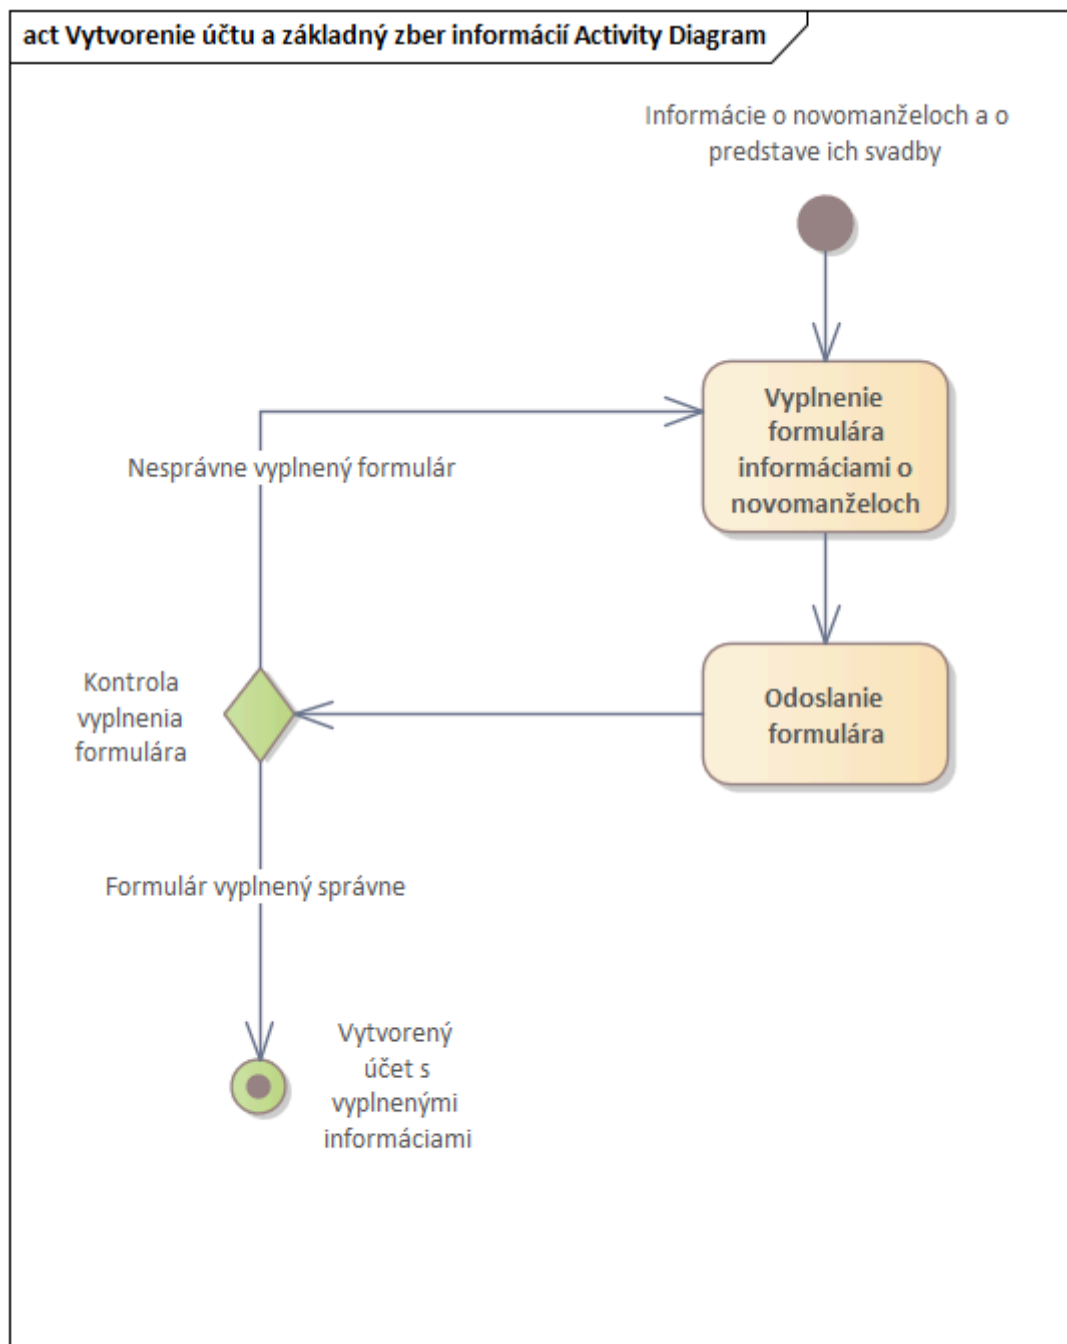 act Vytvorenie účtu a základný zber informácií Activity Diagram
Informácie o novomanželoch a o
predstave ich svadby
Vyplnenie
formulára
informáciami o
novomanželoch
Nesprávne vyplnený formulár
Kontrola
vyplnenia
formulára
Odoslanie
formulára
Formulár vyplnený správne
Vytvorený
účet s
vyplnenými
informáciami